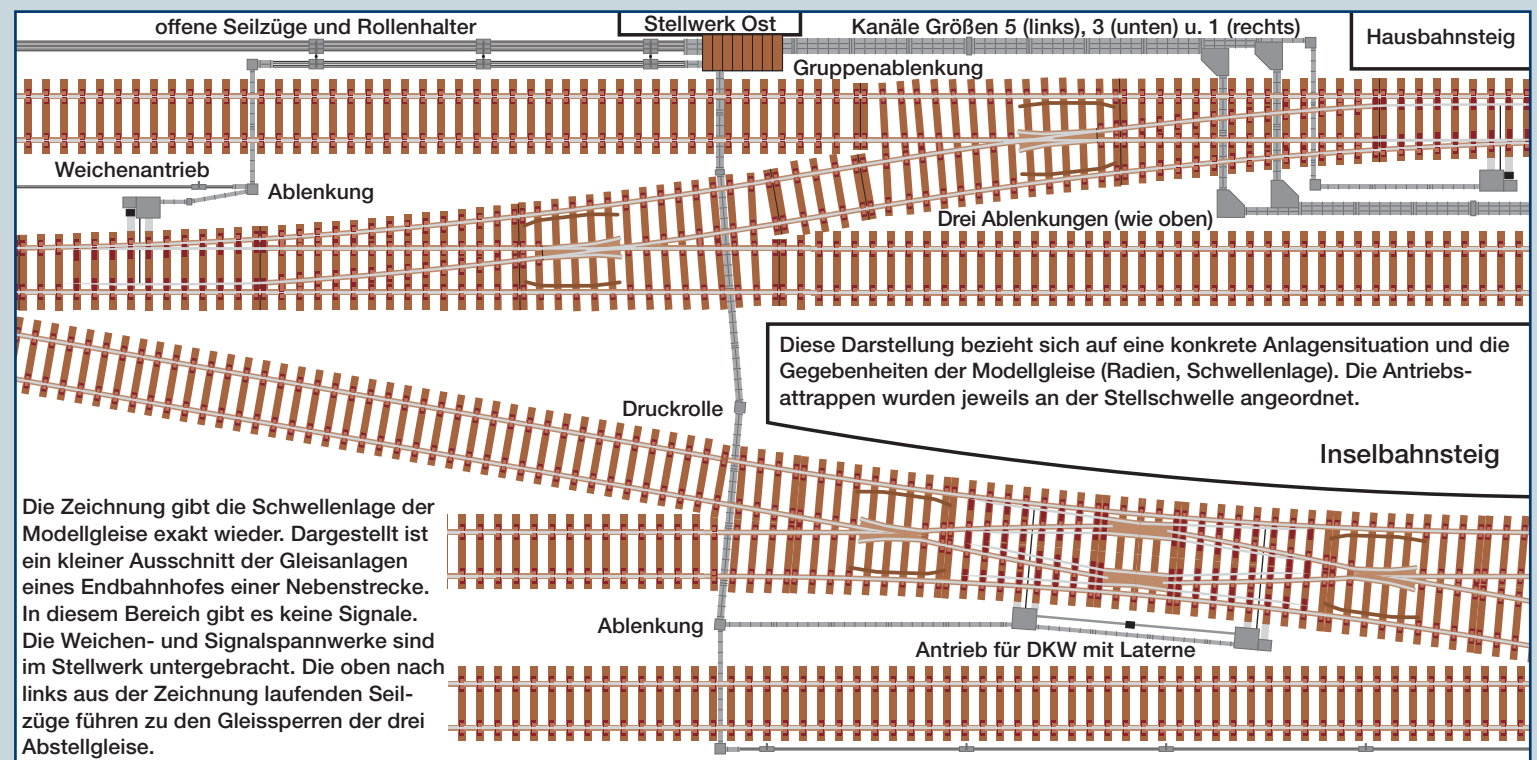 offene Seilzüge und Rollenhalter
Stellwerk Ost
Kanäle Größen 5 (links), 3 (unten) u. 1 (rechts)
Hausbahnsteig
Gruppenablenkung
Weichenantrieb
Ablenkung
Drei Ablenkungen (wie oben)
Diese Darstellung bezieht sich auf eine konkrete Anlagensituation und die
Gegebenheiten der Modellgleise (Radien, Schwellenlage). Die Antriebs-
attrappen wurden jeweils an der Stellschwelle angeordnet.
Druckrolle
Inselbahnsteig
Die Zeichnung gibt die Schwellenlage der
Modellgleise exakt wieder. Dargestellt ist
ein kleiner Ausschnitt der Gleisanlagen
eines Endbahnhofes einer Nebenstrecke.
In diesem Bereich gibt es keine Signale.
Die Weichen- und Signalspannwerke sind
im Stellwerk untergebracht. Die oben nach
links aus der Zeichnung laufenden Seil-
züge führen zu den Gleissperren der drei
Abstellgleise.
Ablenkung
Antrieb für DKW mit Laterne